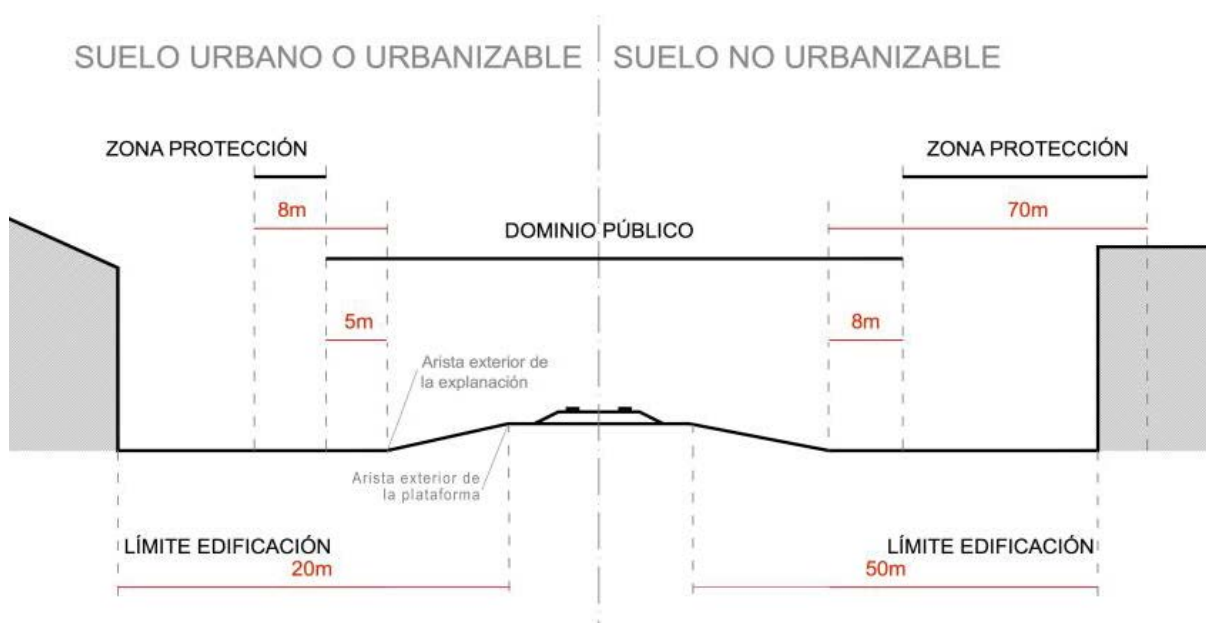 SUELO URBANO O URBANIZABLE
SUELO NO URBANIZABLE
ZONA PROTECCIÓN
ZONA PROTECCIÓN
8m
70m
DOMINIO PÚBLICO
5m
8m
Arista exterior de
la explanación
Arista exterior de
la plataforma
LÍMITE EDIFICACIÓN
20m
LÍMITE EDIFICACIÓN
50m